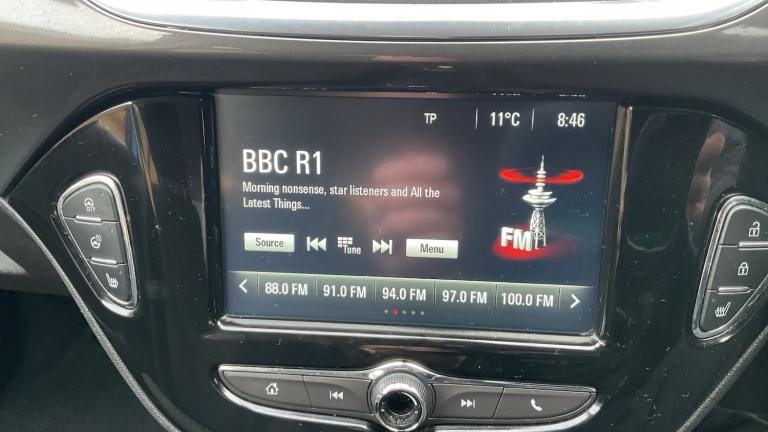 TP 11°C 8:46
BBC R1
Morning nonsense, star listeners and All the
Latest Things...
FM
Source Tune Menu
88.0 FM 91.0 FM 94.0 FM 97.0 FM 100.0 FM
CITY